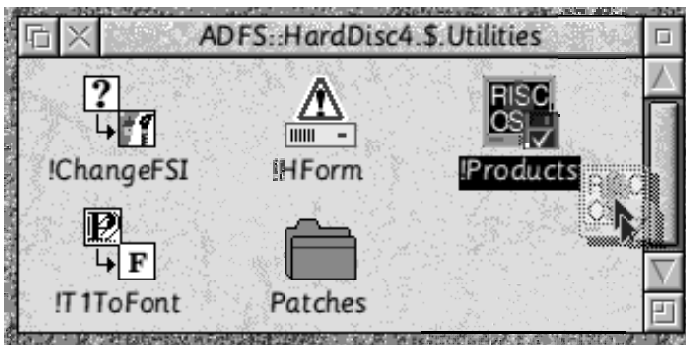 ADFS::HardDisc4.$.Utilities
?
RISC OS
!ChangeFSI
!HForm
!Products
P
F
!T1ToFont
Patches